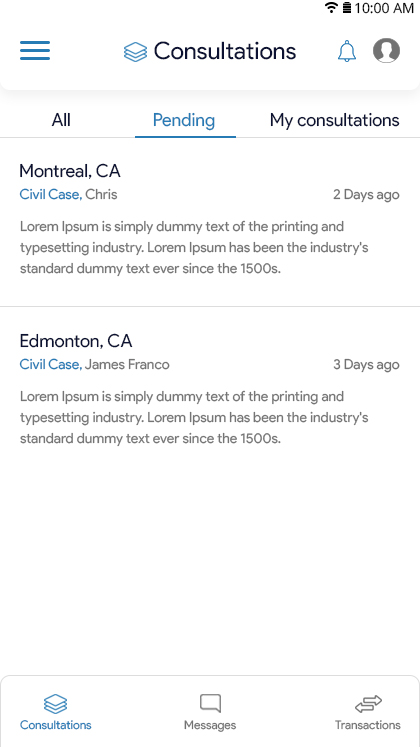 10:00 AM
Consultations
All Pending My consultations
Montreal, CA
Civil Case, Chris 2 Days ago
Lorem Ipsum is simply dummy text of the printing and
typesetting industry. Lorem Ipsum has been the industry's
standard dummy text ever since the 1500s.
Edmonton, CA
Civil Case, James Franco 3 Days ago
Lorem Ipsum is simply dummy text of the printing and
typesetting industry. Lorem Ipsum has been the industry's
standard dummy text ever since the 1500s.
Consultations Messages Transactions